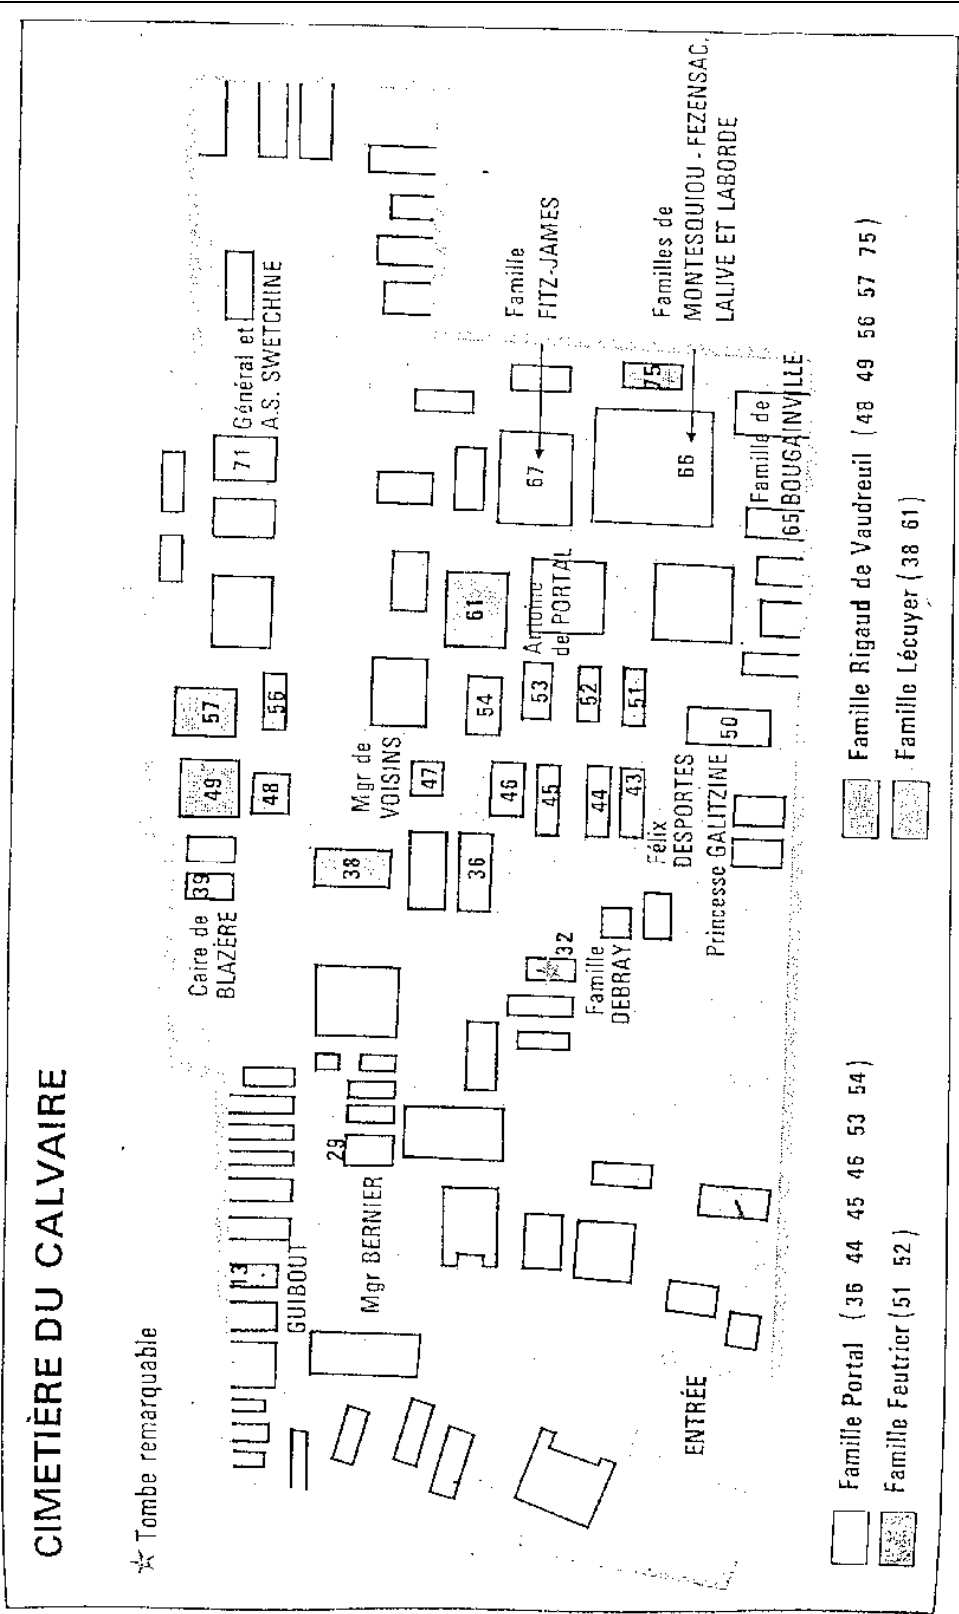 CIMETIÈRE DU CALVAIRE
☆ Tombe remarquable
Caire de
BLAZÈRE
39
49
57
48
56
71
Général et
A.S. SWETCHINE
13
GUIBOUT
29
Mgr BERNIER
38
Mgr de
VOISINS
47
36
46
54
61
45
53
Antoine
de PORTAL
67
Famille
FITZ-JAMES
32
Famille
DEBRAY
44
52
43
51
Félix
DESPORTES
Princesse GALITZINE
50
75
66
Familles de
MONTESQUIOU - FEZENSAC,
LALIVE ET LABORDE
Famille de
65 BOUGAINVILLE
ENTRÉE
Famille Portal (36 44 45 46 53 54)
Famille Feutrier (51 52)
Famille Rigaud de Vaudreuil (48 49 56 57 75)
Famille Lécuyer (38 61)